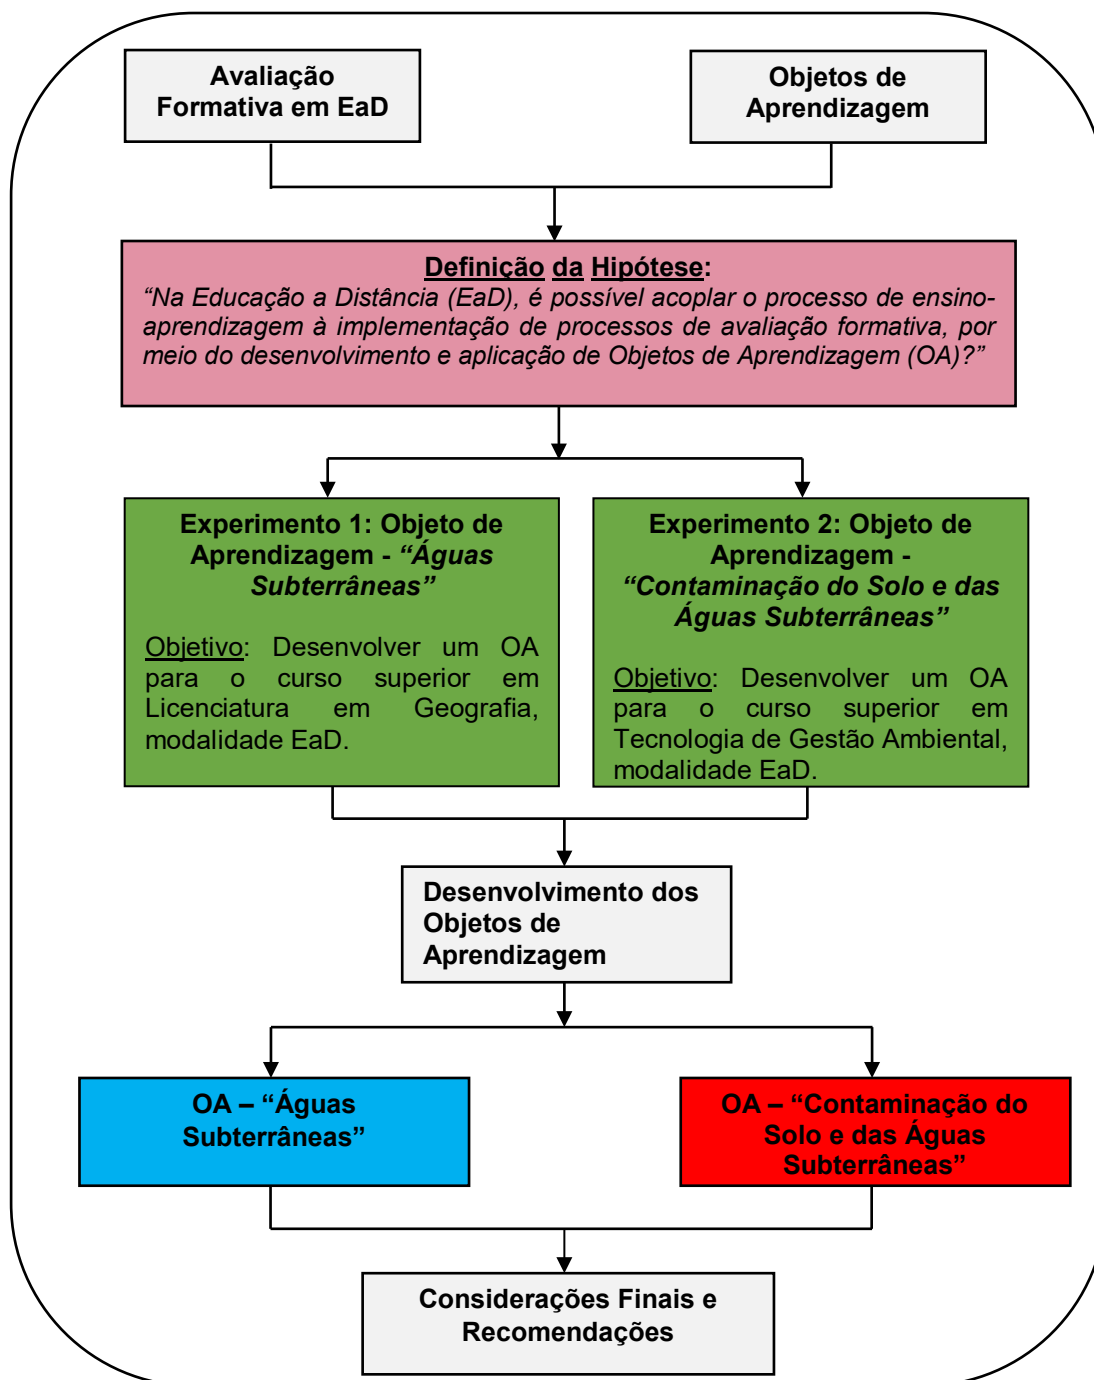 Avaliação
Formativa em EaD
Objetos de
Aprendizagem
Definição da Hipótese:
“Na Educação a Distância (EaD), é possível acoplar o processo de ensino-
aprendizagem à implementação de processos de avaliação formativa, por
meio do desenvolvimento e aplicação de Objetos de Aprendizagem (OA)?”
Experimento 1: Objeto de
Aprendizagem - “Águas
Subterrâneas”
Objetivo: Desenvolver um OA
para o curso superior em
Licenciatura em Geografia,
modalidade EaD.
Experimento 2: Objeto de
Aprendizagem -
“Contaminação do Solo e das
Águas Subterrâneas”
Objetivo: Desenvolver um OA
para o curso superior em
Tecnologia de Gestão Ambiental,
modalidade EaD.
Desenvolvimento dos
Objetos de
Aprendizagem
OA – “Águas
Subterrâneas”
OA – “Contaminação do
Solo e das Águas
Subterrâneas”
Considerações Finais e
Recomendações